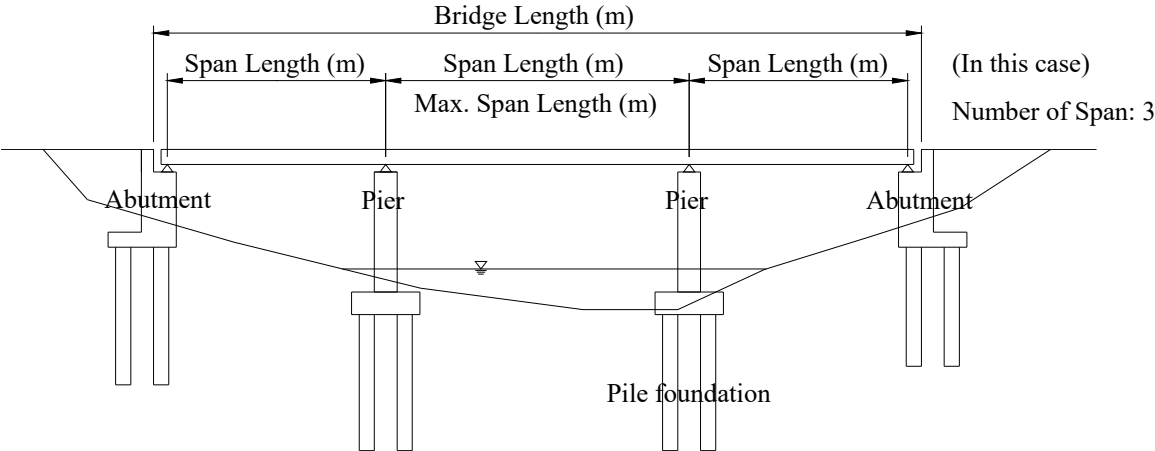 Bridge Length (m)
Span Length (m)
Span Length (m)
Span Length (m)
(In this case)
Max. Span Length (m)
Number of Span: 3
Abutment
Pier
Pier
Abutment
Pile foundation